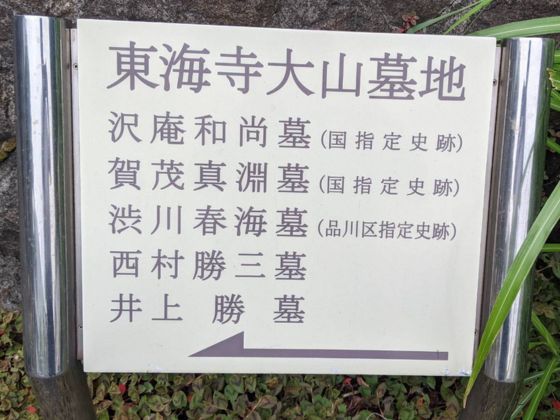 東海寺大山墓地
沢庵和尚墓(国指定史跡)
賀茂真淵墓(国指定史跡)
渋川春海墓(品川区指定史跡)
西村勝三墓
井上 勝 墓